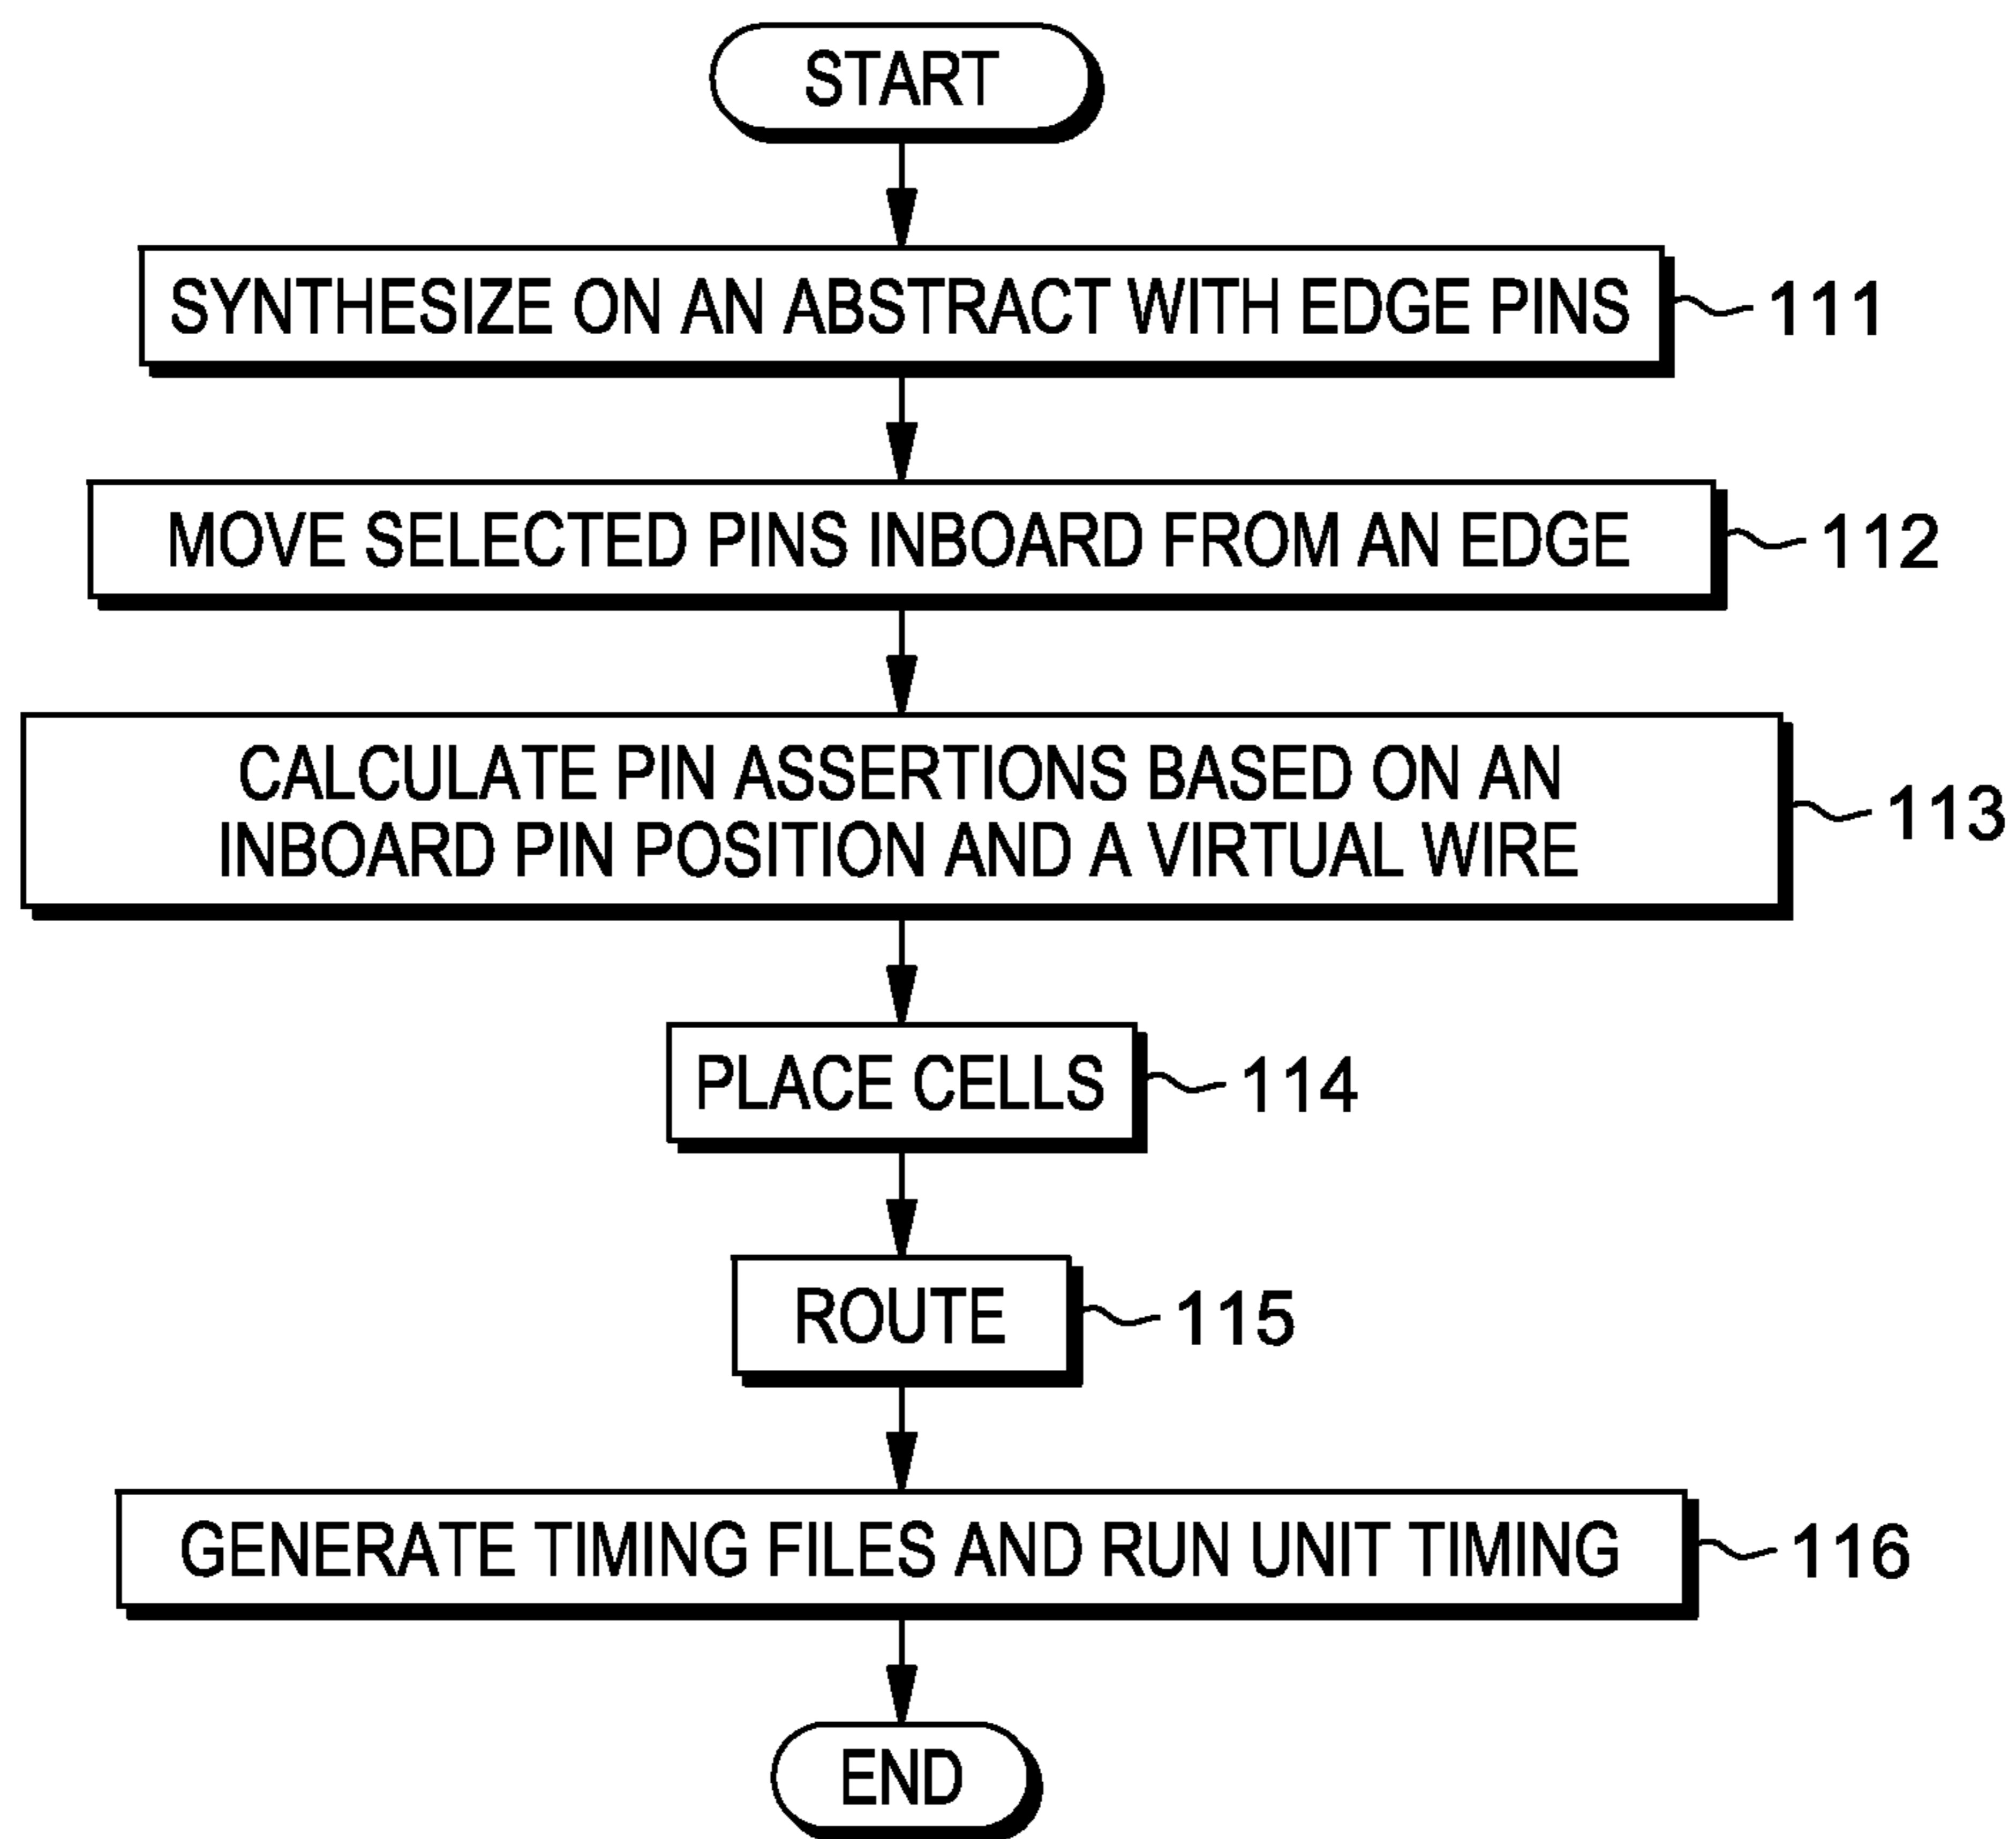 START
SYNTHESIZE ON AN ABSTRACT WITH EDGE PINS
111
MOVE SELECTED PINS INBOARD FROM AN EDGE
112
CALCULATE PIN ASSERTIONS BASED ON AN
INBOARD PIN POSITION AND A VIRTUAL WIRE
113
PLACE CELLS
114
ROUTE
115
GENERATE TIMING FILES AND RUN UNIT TIMING
116
END